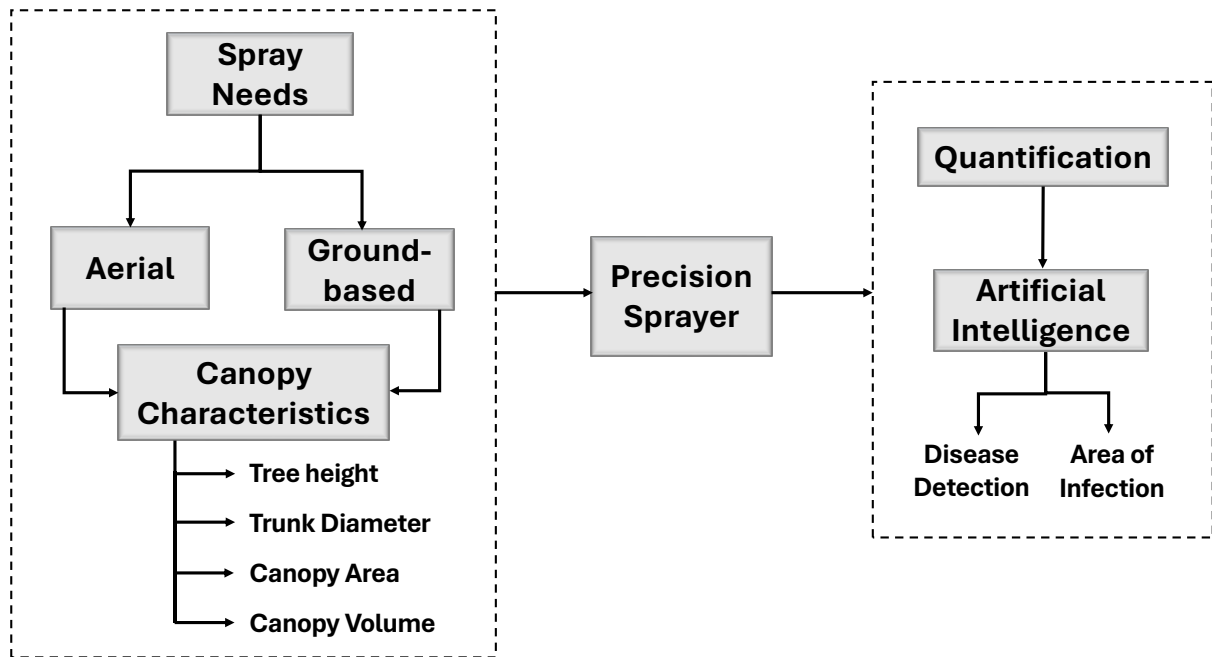 Spray
Needs
Aerial
Ground-
based
Canopy
Characteristics
Tree height
Trunk Diameter
Canopy Area
Canopy Volume
Precision
Sprayer
Quantification
Artificial
Intelligence
Disease
Detection
Area of
Infection